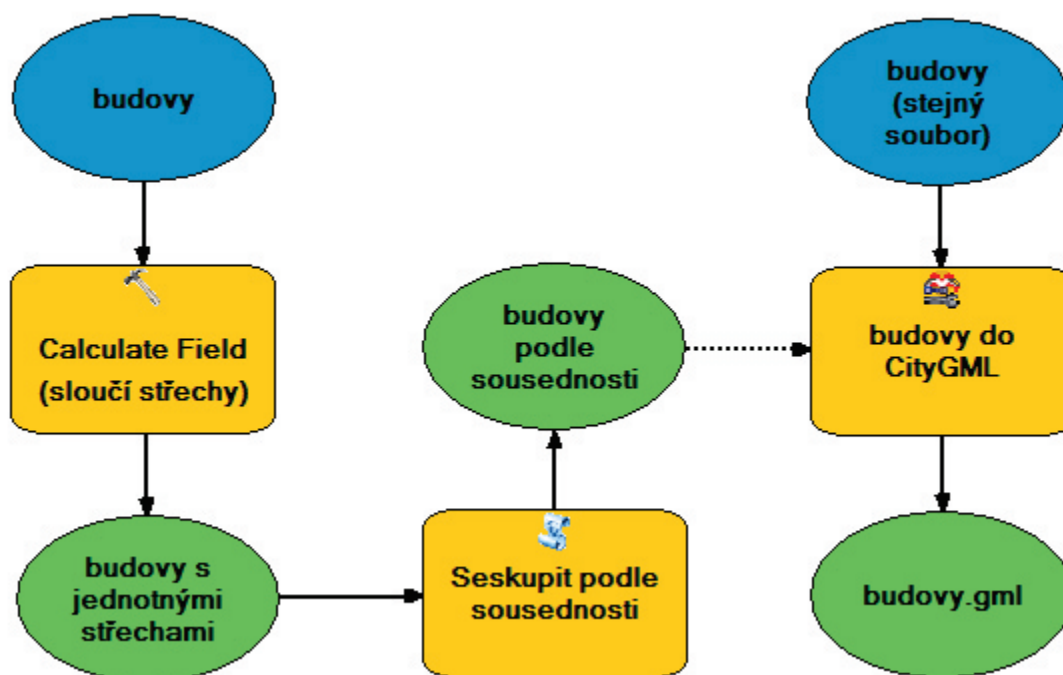 budovy
Calculate Field
(sloučí střechy)
budovy s
jednotnými
střechami
Seskupit podle
sousednosti
budovy
podle
sousednosti
budovy
(stejný
soubor)
budovy do
CityGML
budovy.gml